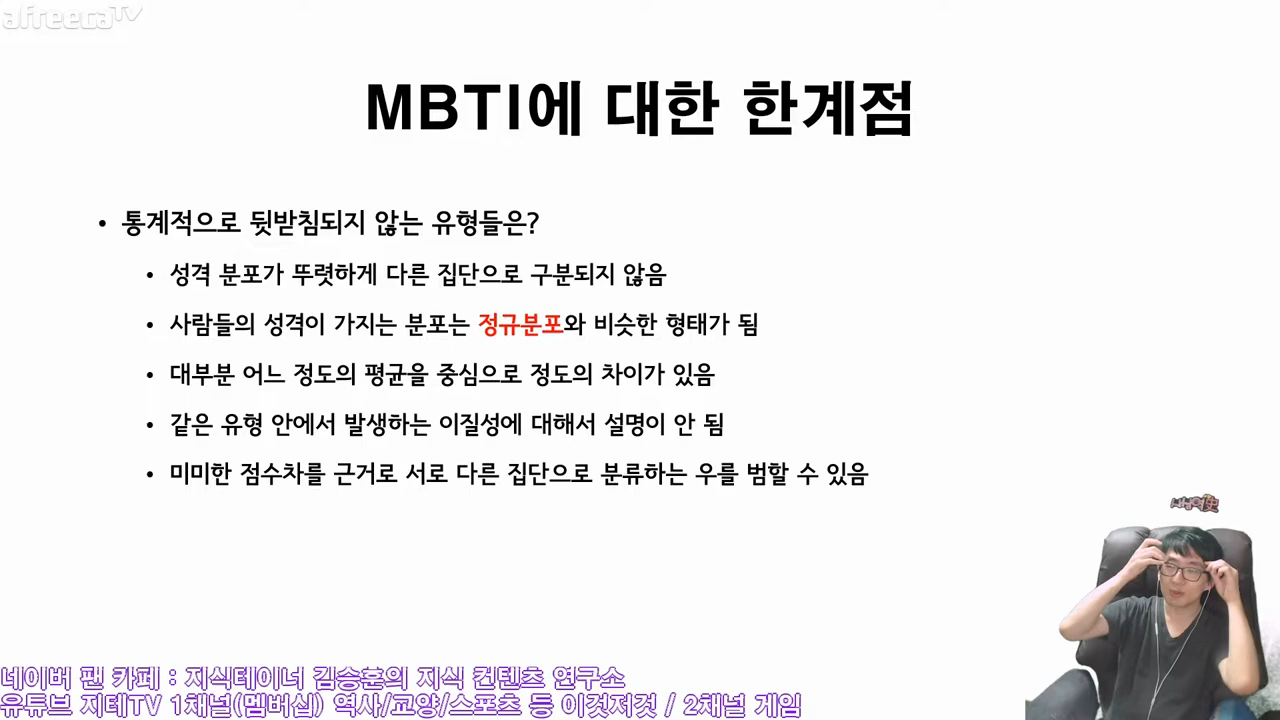 afreecaTV
MBTI에 대한 한계점
• 통계적으로 뒷받침되지 않는 유형들은?
• 성격 분포가 뚜렷하게 다른 집단으로 구분되지 않음
• 사람들의 성격이 가지는 분포는 정규분포와 비슷한 형태가 됨
• 대부분 어느 정도의 평균을 중심으로 정도의 차이가 있음
• 같은 유형 안에서 발생하는 이질성에 대해서 설명이 안 됨
• 미미한 점수차를 근거로 서로 다른 집단으로 분류하는 우를 범할 수 있음
네이버 팬 카페 : 지식테이너 김승훈의 지식 컨텐츠 연구소
유튜브 지테TV 1채널(멤버십) 역사/교양/스포츠 등 이것저것 / 2채널 게임